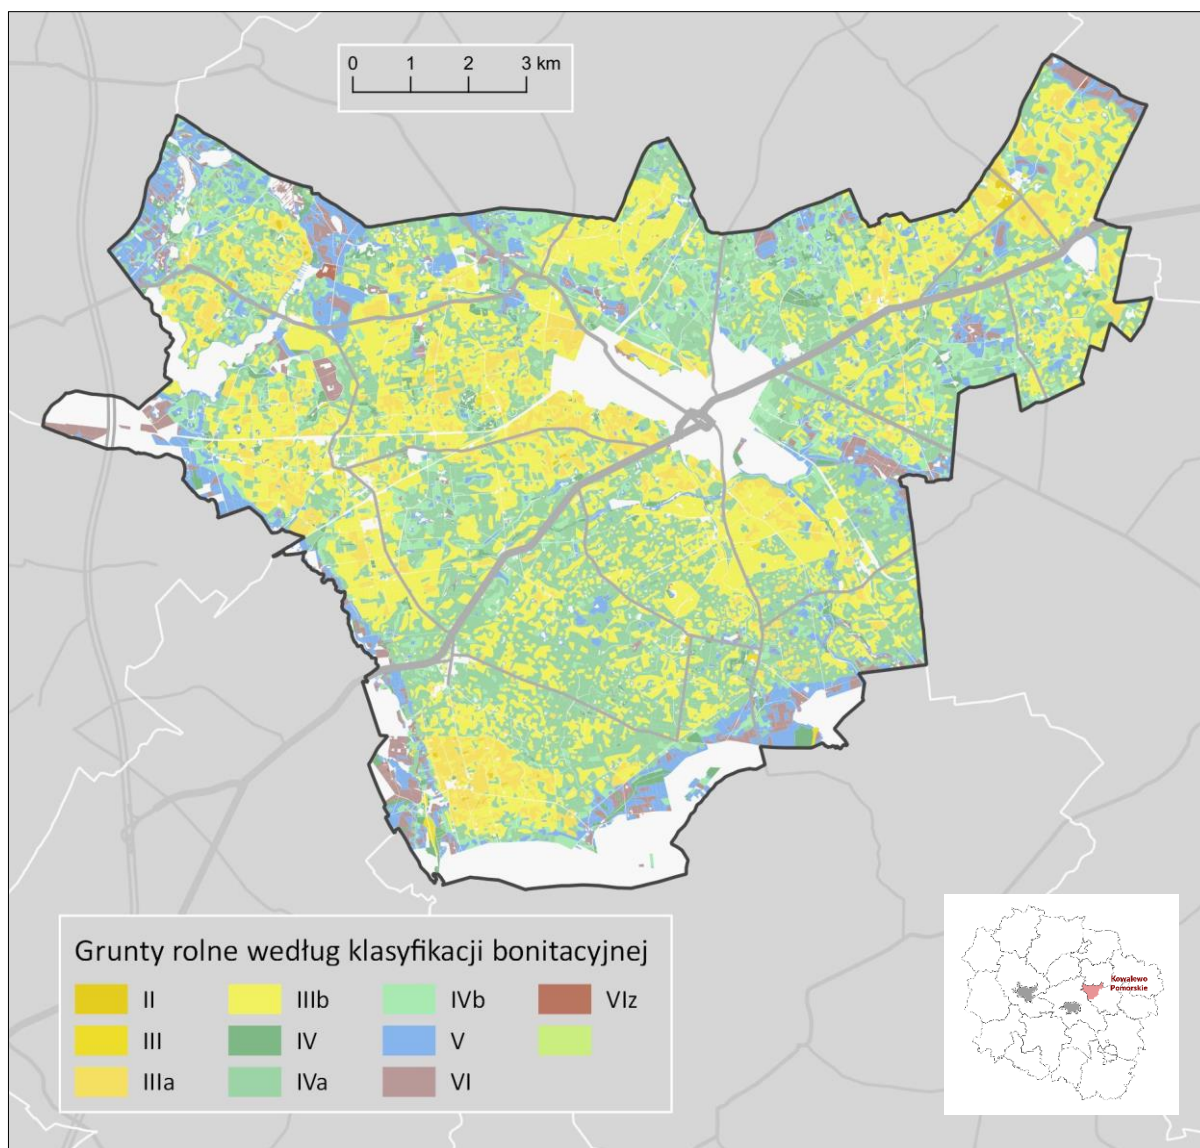 0 1 2 3 km
Grunty rolne według klasyfikacji bonitacyjnej
II
III
IIIa
IIIb
IV
IVa
IVb
V
VI
VIz
Kowalewo
Pomorskie